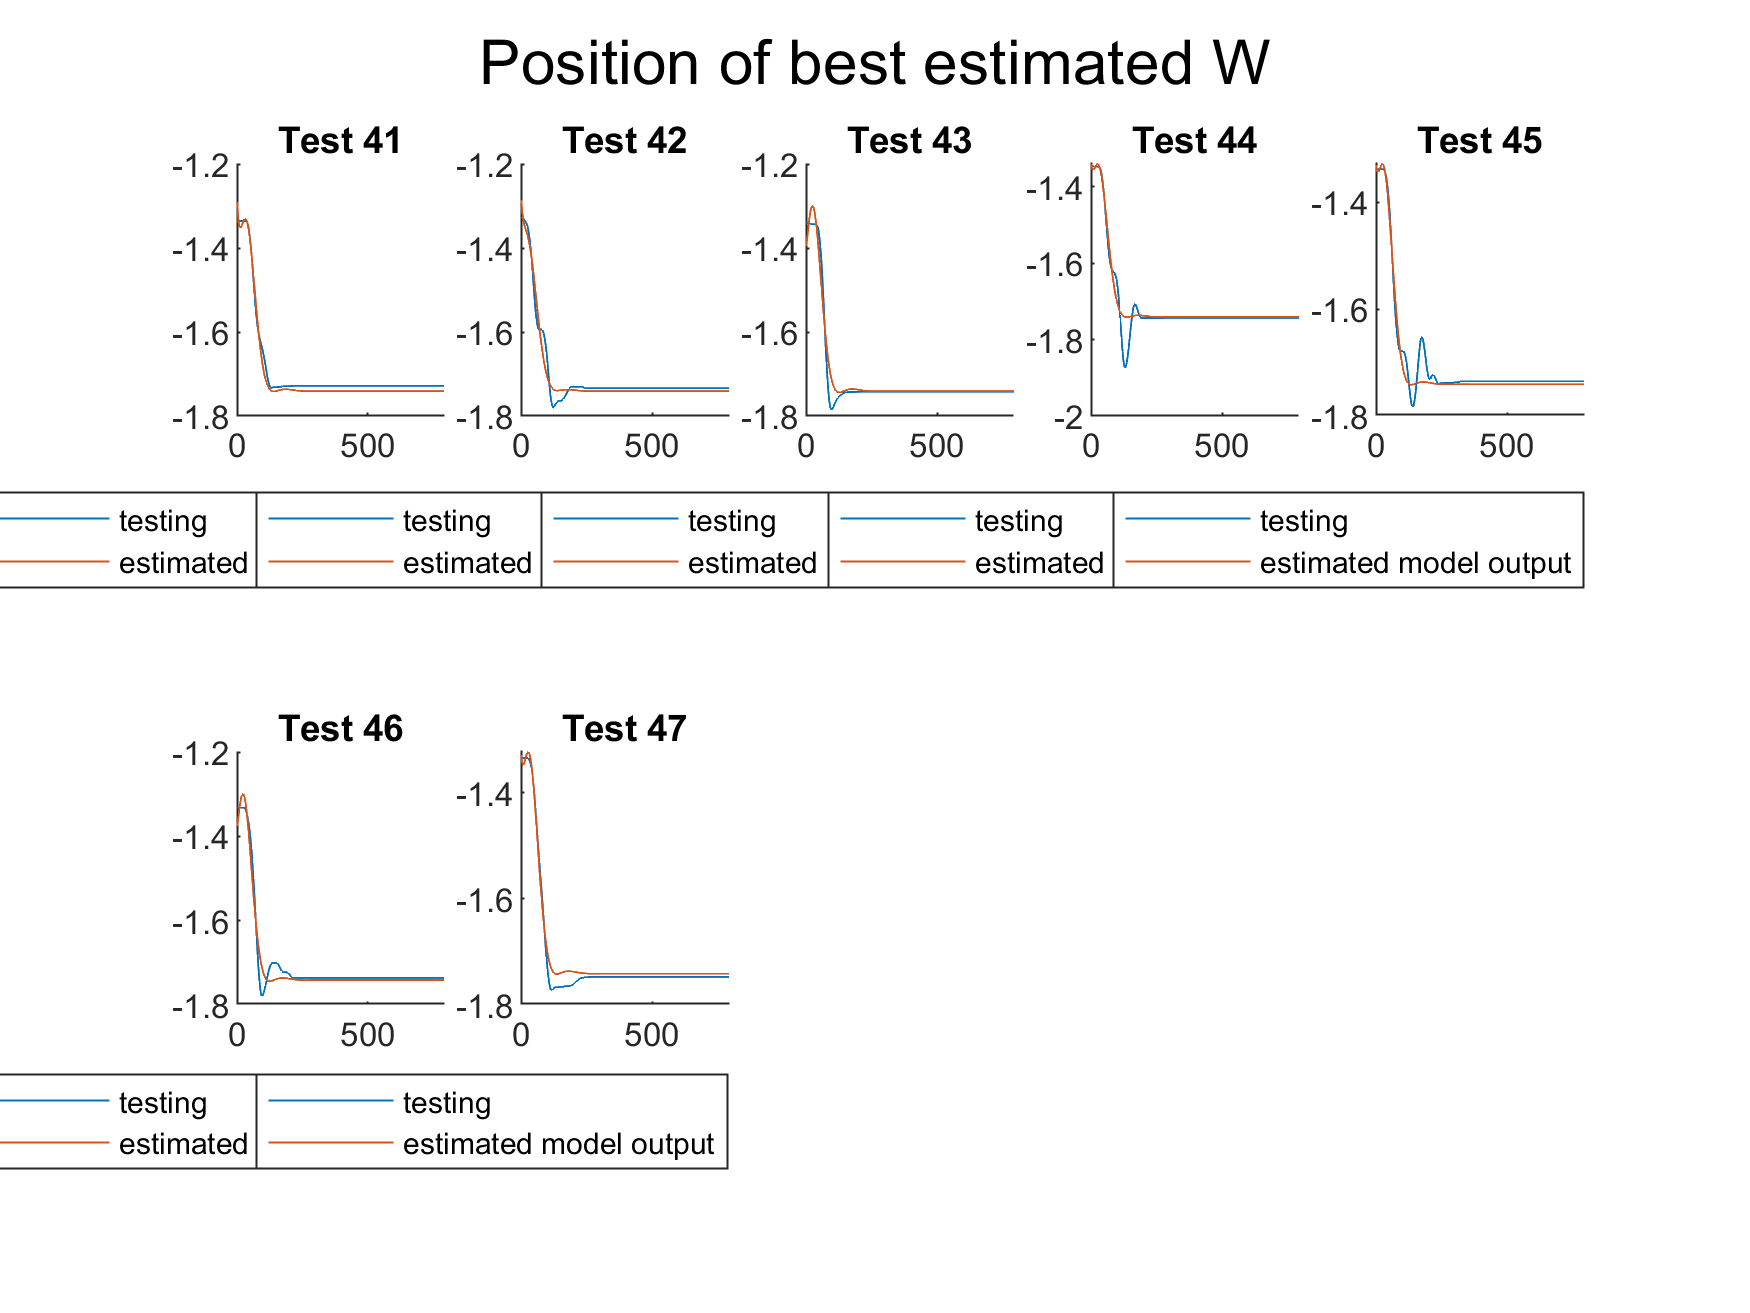 Position of best estimated W
Test 41 Test 42 Test 43 Test 44 Test 45
-1.2 -1.4 -1.6 -1.8 0 500
-1.2 -1.4 -1.6 -1.8 0 500
-1.2 -1.4 -1.6 -1.8 0 500
-1.4 -1.6 -1.8 -2 0 500
-1.4 -1.6 -1.8 0 500
testing testing testing testing testing
estimated estimated estimated estimated estimated model output
Test 46 Test 47
-1.2 -1.4 -1.6 -1.8 0 500
-1.4 -1.6 -1.8 0 500
testing testing
estimated estimated model output